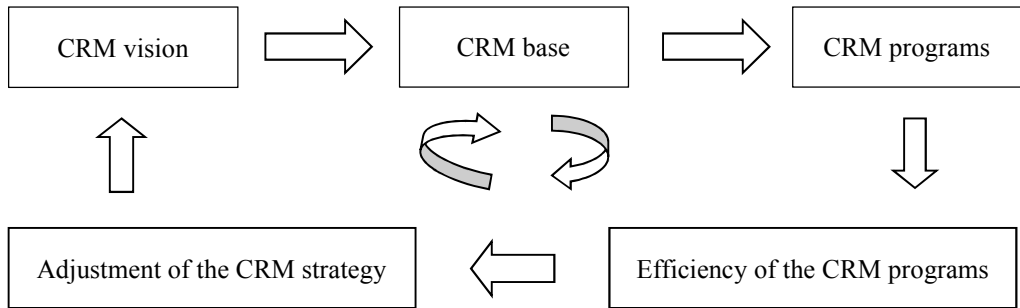 CRM vision
CRM base
CRM programs
Adjustment of the CRM strategy
Efficiency of the CRM programs